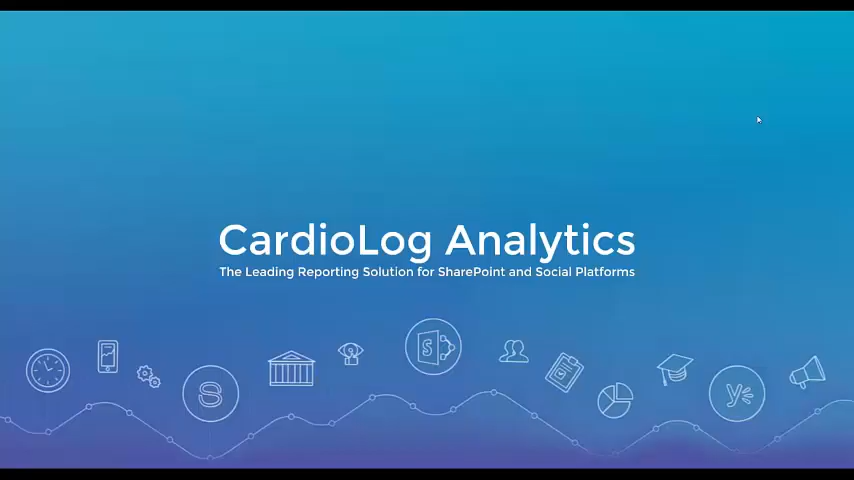 CardioLog Analytics
The Leading Reporting Solution for SharePoint and Social Platforms